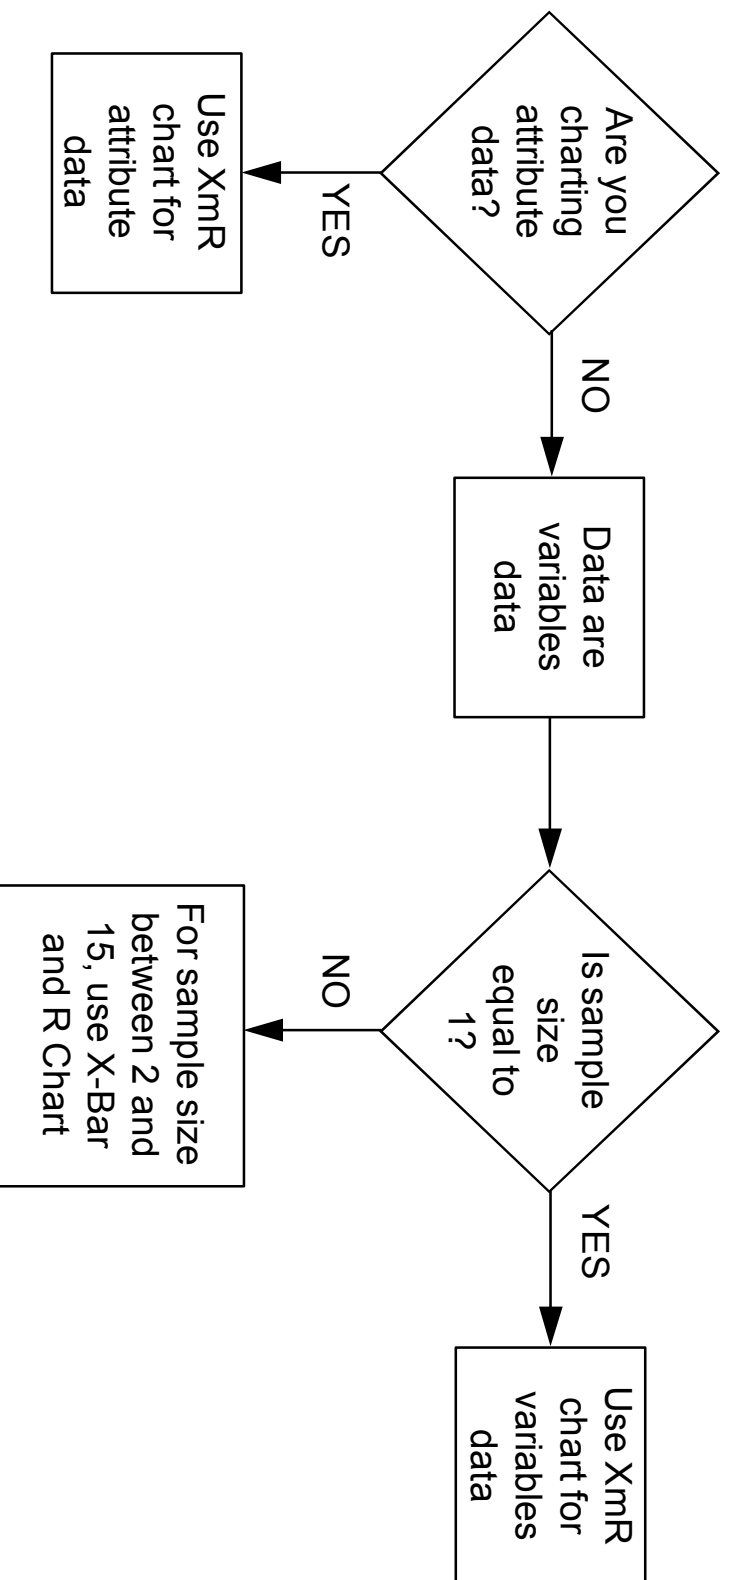 Are you
charting
attribute
data?
NO
Data are
variables
data
Is sample
size
equal to
1?
YES
Use XmR
chart for
variables
data
YES
Use XmR
chart for
attribute
data
NO
For sample size
between 2 and
15, use X-Bar
and R Chart